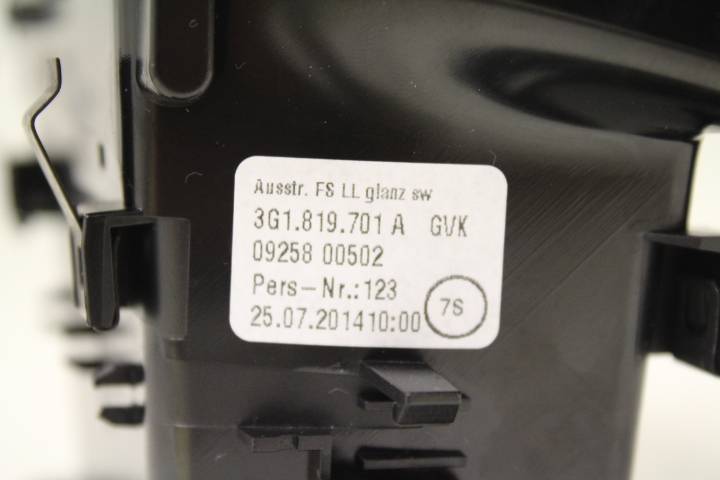 Ausstr. FS LL glanz sw
3G1.819.701 A GVK
09258 00502
Pers-Nr.:123
25.07.201410:00
7S